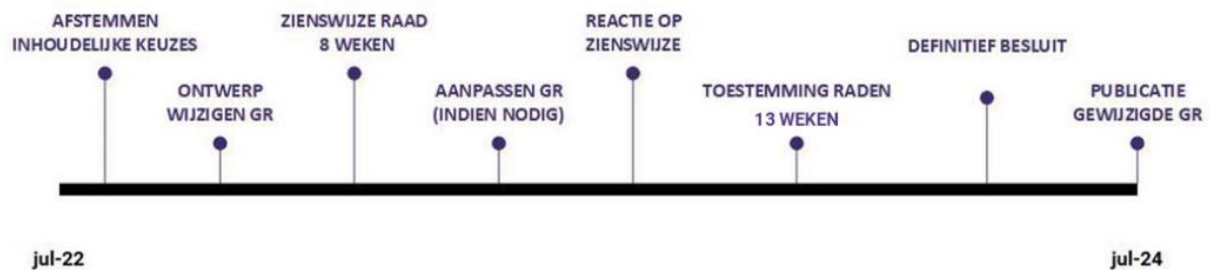 AFSTEMMEN
INHOUDELIJKE KEUZES
ONTWERP
WIJZIGEN GR
ZIENSWIJZE RAAD
8 WEKEN
AANPASSEN GR
(INDIEN NODIG)
REACTIE OP
ZIENSWIJZE
TOESTEMMING RADEN
13 WEKEN
DEFINITIEF BESLUIT
PUBLICATIE
GEWIJZIGDE GR
jul-22
jul-24